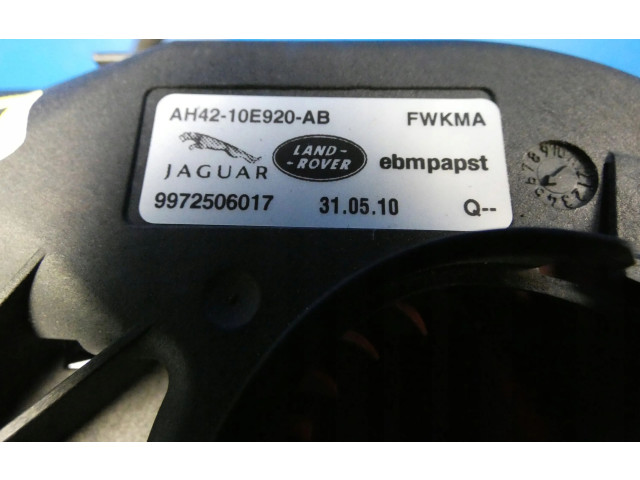 AH42-10E920-AB FWKMA
JAGUAR LAND-
-ROVER ebmpapst
9972506017 31.05.10 Q--